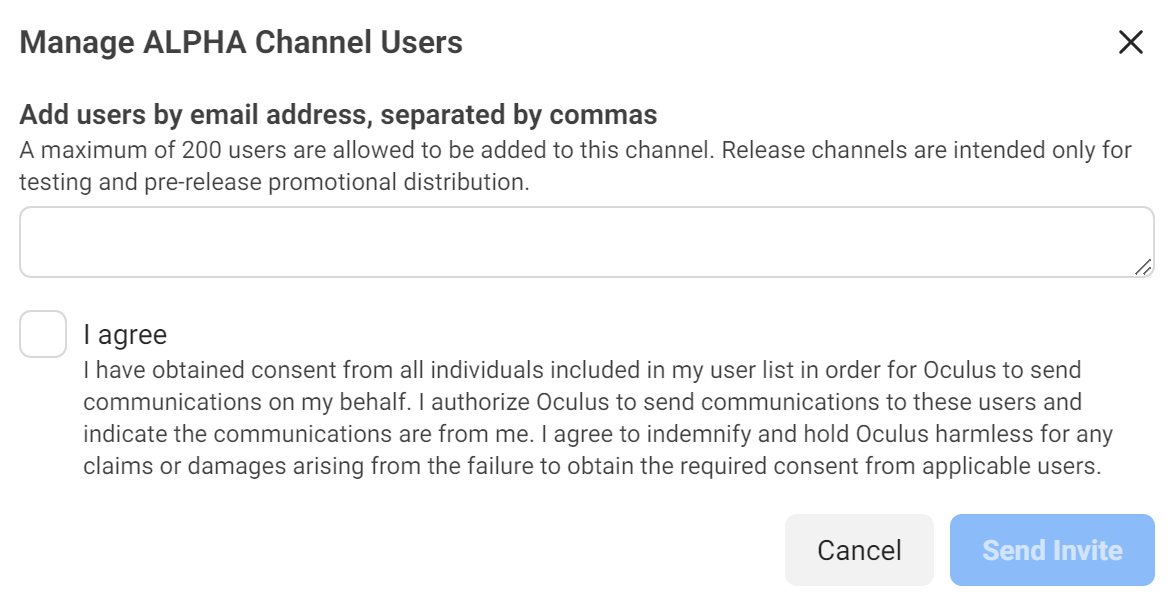 Manage ALPHA Channel Users
Add users by email address, separated by commas
A maximum of 200 users are allowed to be added to this channel. Release channels are intended only for
testing and pre-release promotional distribution.
I agree
I have obtained consent from all individuals included in my user list in order for Oculus to send
communications on my behalf. I authorize Oculus to send communications to these users and
indicate the communications are from me. I agree to indemnify and hold Oculus harmless for any
claims or damages arising from the failure to obtain the required consent from applicable users.
Cancel
Send Invite